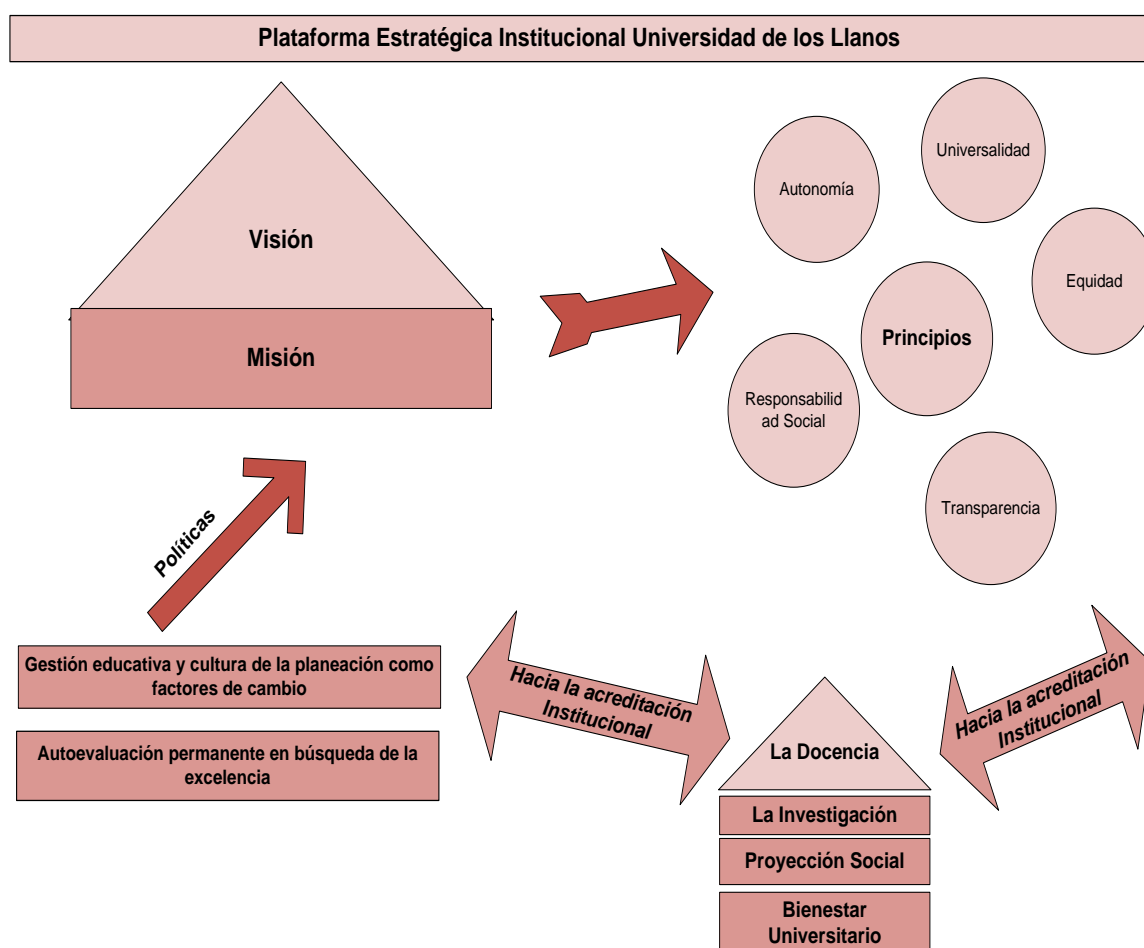 Plataforma Estratégica Institucional Universidad de los Llanos
Visión
Misión
Universalidad
Autonomía
Equidad
Principios
Responsabilid
ad Social
Transparencia
Políticas
Gestión educativa y cultura de la planeación como
factores de cambio
Autoevaluación permanente en búsqueda de la
excelencia
Hacia la acreditación
Institucional
Hacia la acreditación
Institucional
La Docencia
La Investigación
Proyección Social
Bienestar
Universitario